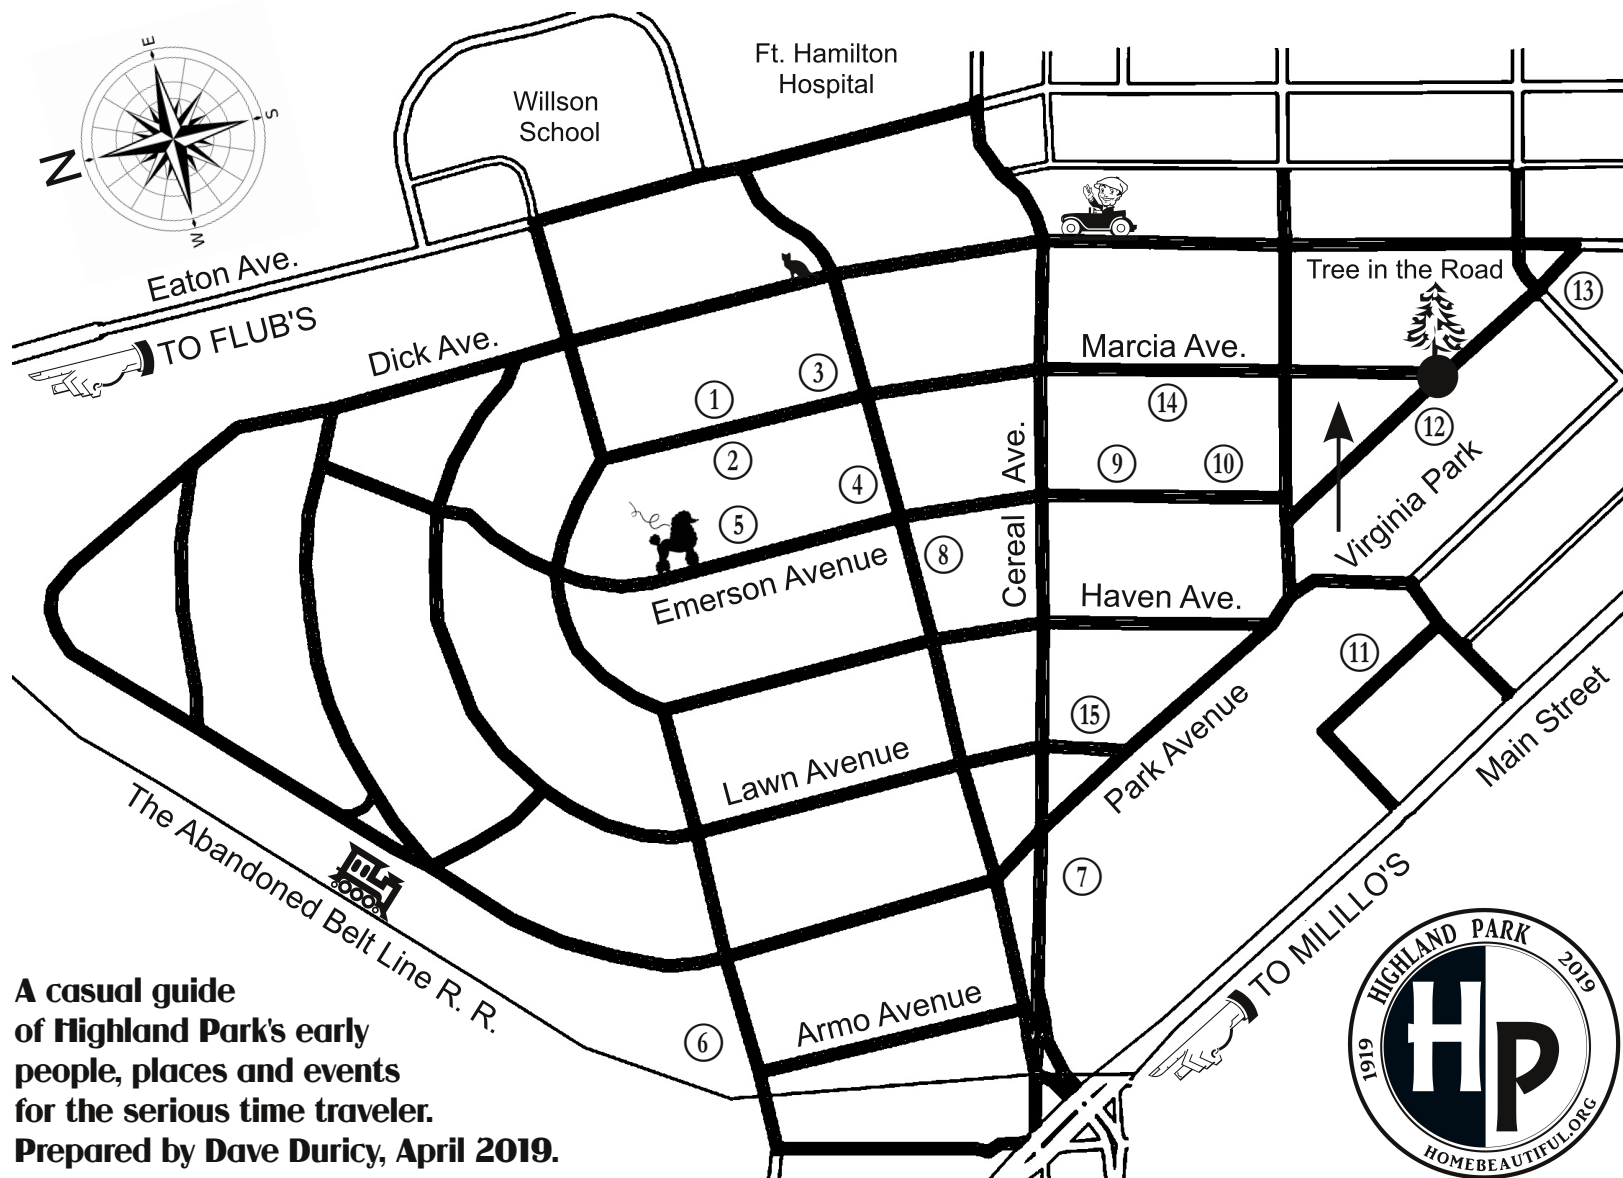 E
S
N
W
Willson
School
Ft. Hamilton
Hospital
Eaton Ave.
TO FLUB'S
Dick Ave.
Tree in the Road
13
Marcia Ave.
3
1
14
12
2
9
10
4
Cereal Ave.
Virginia Park
5
8
Emerson Avenue
Haven Ave.
11
15
Park Avenue
Main Street
Lawn Avenue
The Abandoned Belt Line R. R.
7
TO MILILLO'S
6
Armo Avenue
A casual guide
of Highland Park's early
people, places and events
for the serious time traveler.
Prepared by Dave Duricy, April 2019.
1919 HIGHLAND PARK 2019
HP
HOMEBEAUTIFUL.ORG